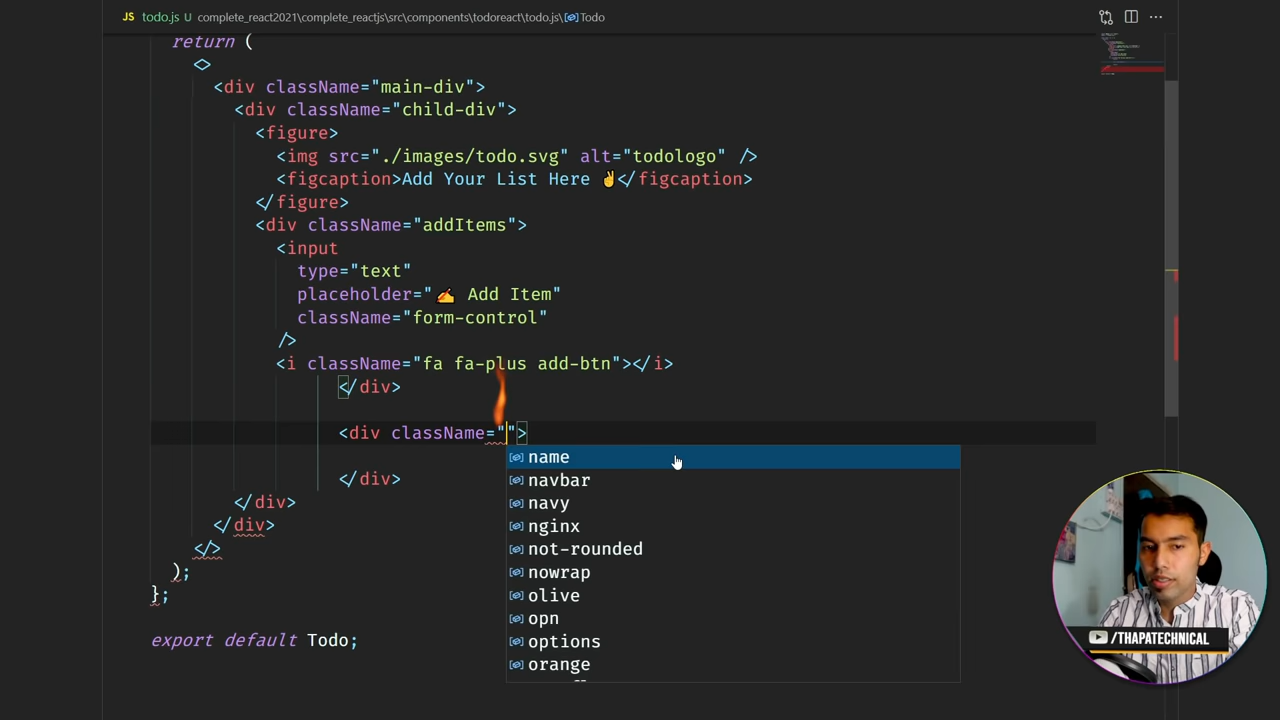 JS todo.js U complete_react2021\complete_reactjs\src\components\todoreact\todo.js\Todo
return (
<>
<div className="main-div">
<div className="child-div">
<figure>
<img src="./images/todo.svg" alt="todologo" />
<figcaption>Add Your List Here ✌</figcaption>
</figure>
<div className="addItems">
<input
type="text"
placeholder="✍ Add Item"
className="form-control"
/>
<i className="fa fa-plus add-btn"></i>
</div>
<div className="">
name
navbar
</div>
navy
</div>
nginx
</div>
not-rounded
</>
nowrap
);
olive
};
opn
options
export default Todo;
orange
/THAPATECHNICAL